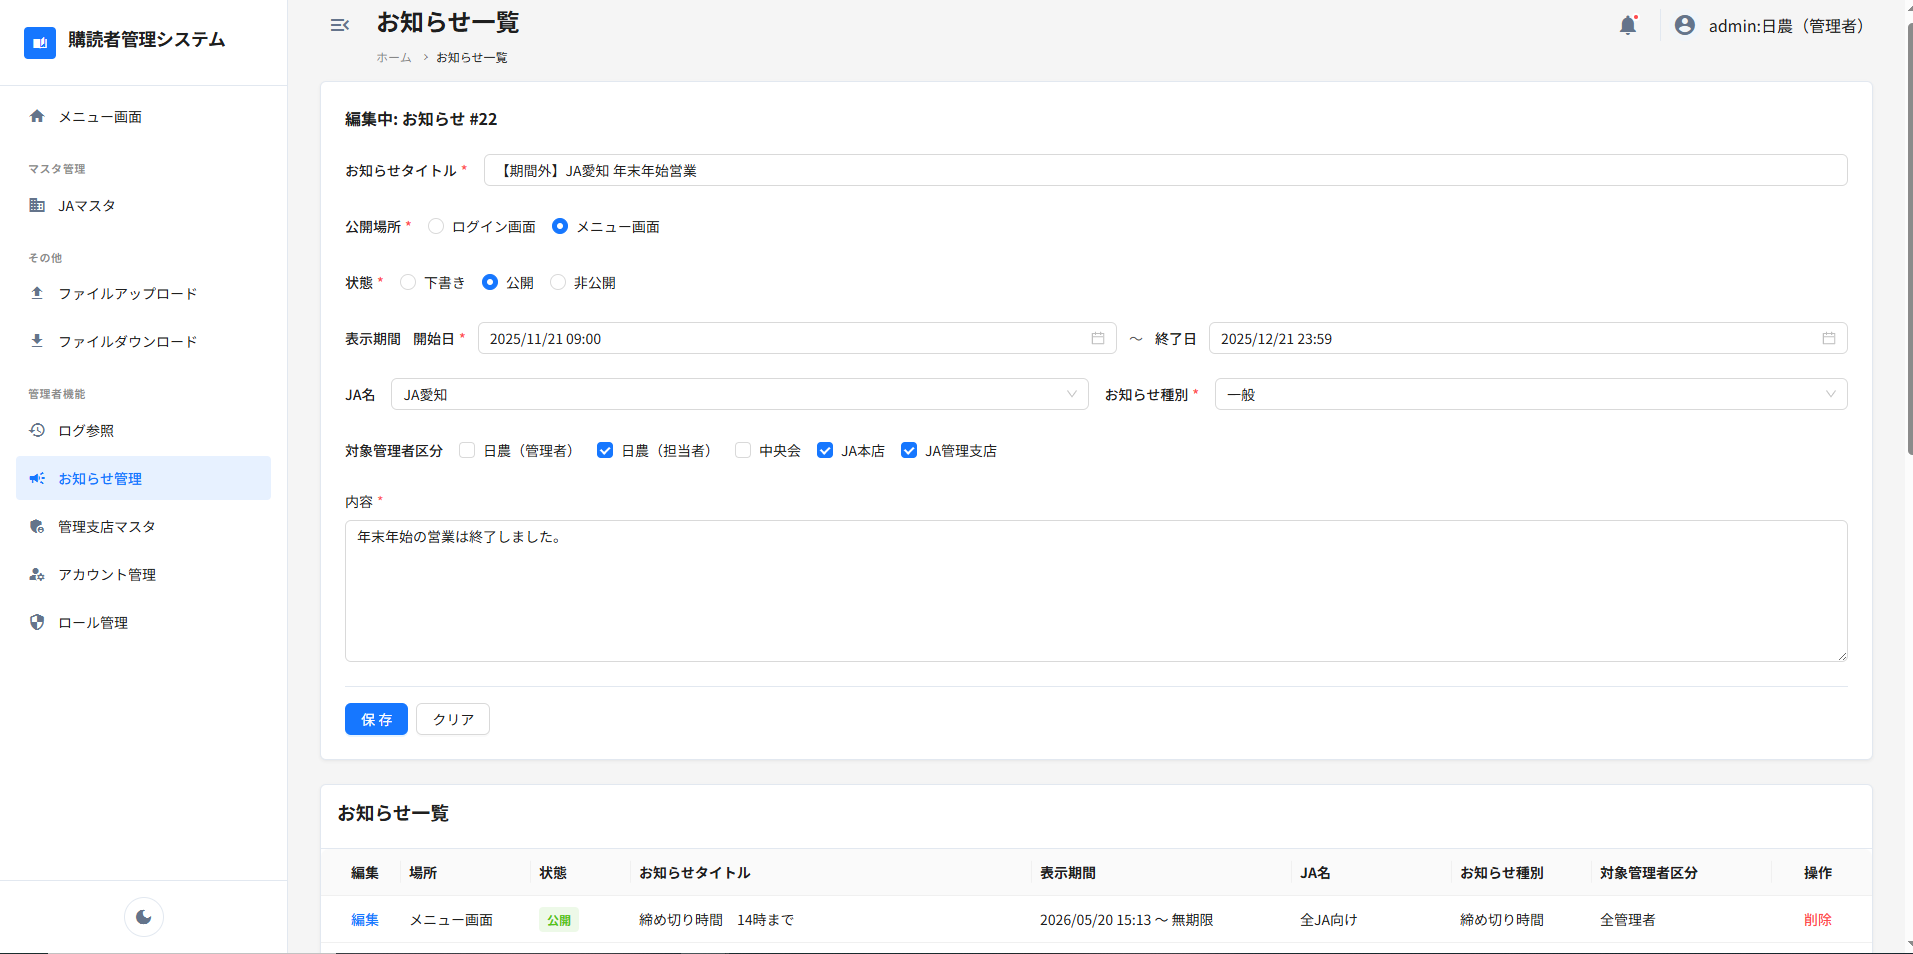 購読者管理システム
メニュー画面
マスタ管理
JAマスタ
その他
ファイルアップロード
ファイルダウンロード
管理者機能
ログ参照
お知らせ管理
管理支店マスタ
アカウント管理
ロール管理
お知らせ一覧
ホーム > お知らせ一覧
admin:日農（管理者）
編集中: お知らせ #22
お知らせタイトル * 【期間外】JA愛知 年末年始営業
公開場所 * ログイン画面 メニュー画面
状態 * 下書き 公開 非公開
表示期間 開始日 * 2025/11/21 09:00 ～ 終了日 2025/12/21 23:59
JA名 JA愛知 お知らせ種別 * 一般
対象管理者区分 日農（管理者） 日農（担当者） 中央会 JA本店 JA管理支店
内容 *
年末年始の営業は終了しました。
保存 クリア
お知らせ一覧
編集 場所 状態 お知らせタイトル 表示期間 JA名 お知らせ種別 対象管理者区分 操作
編集 メニュー画面 公開 締め切り時間　14時まで 2026/05/20 15:13 ～ 無期限 全JA向け 締め切り時間 全管理者 削除